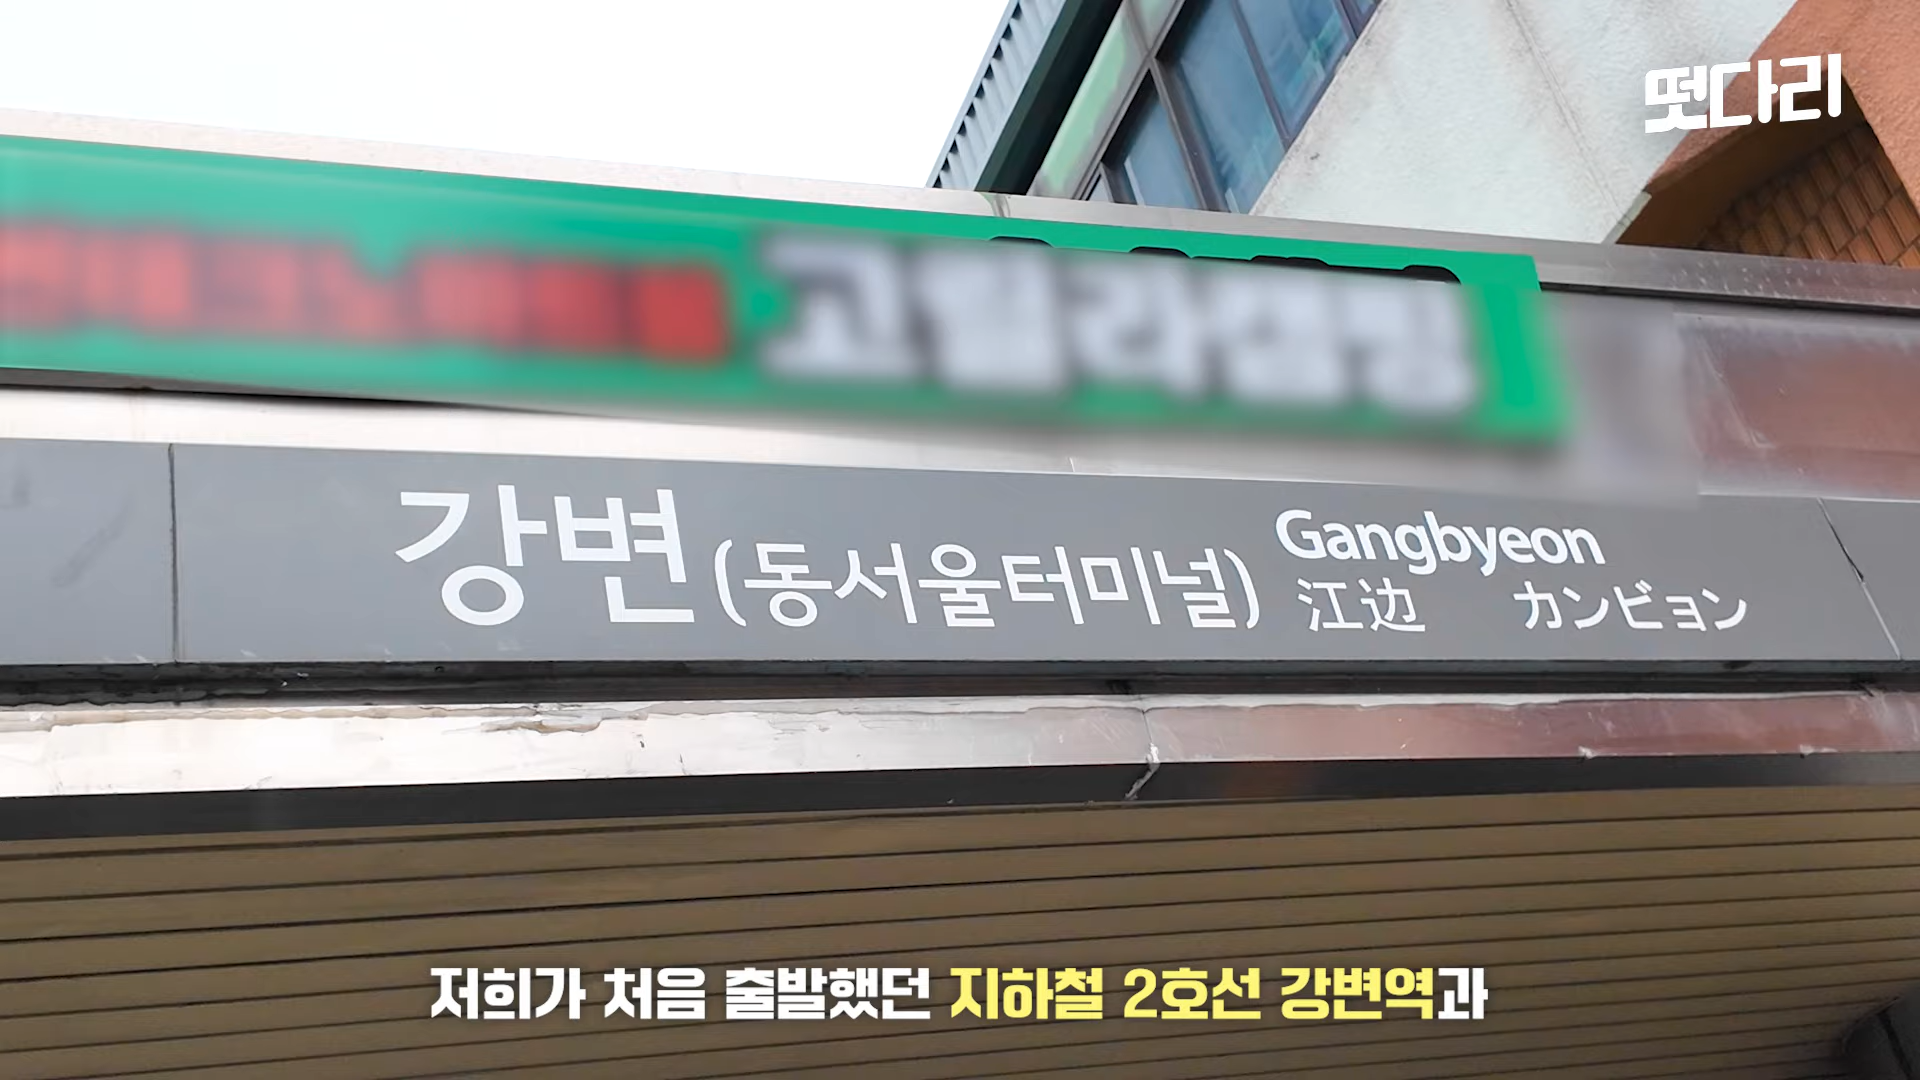 떳다리
강변(동서울터미널) Gangbyeon
江边 カンビョン
저희가 처음 출발했던 지하철 2호선 강변역과